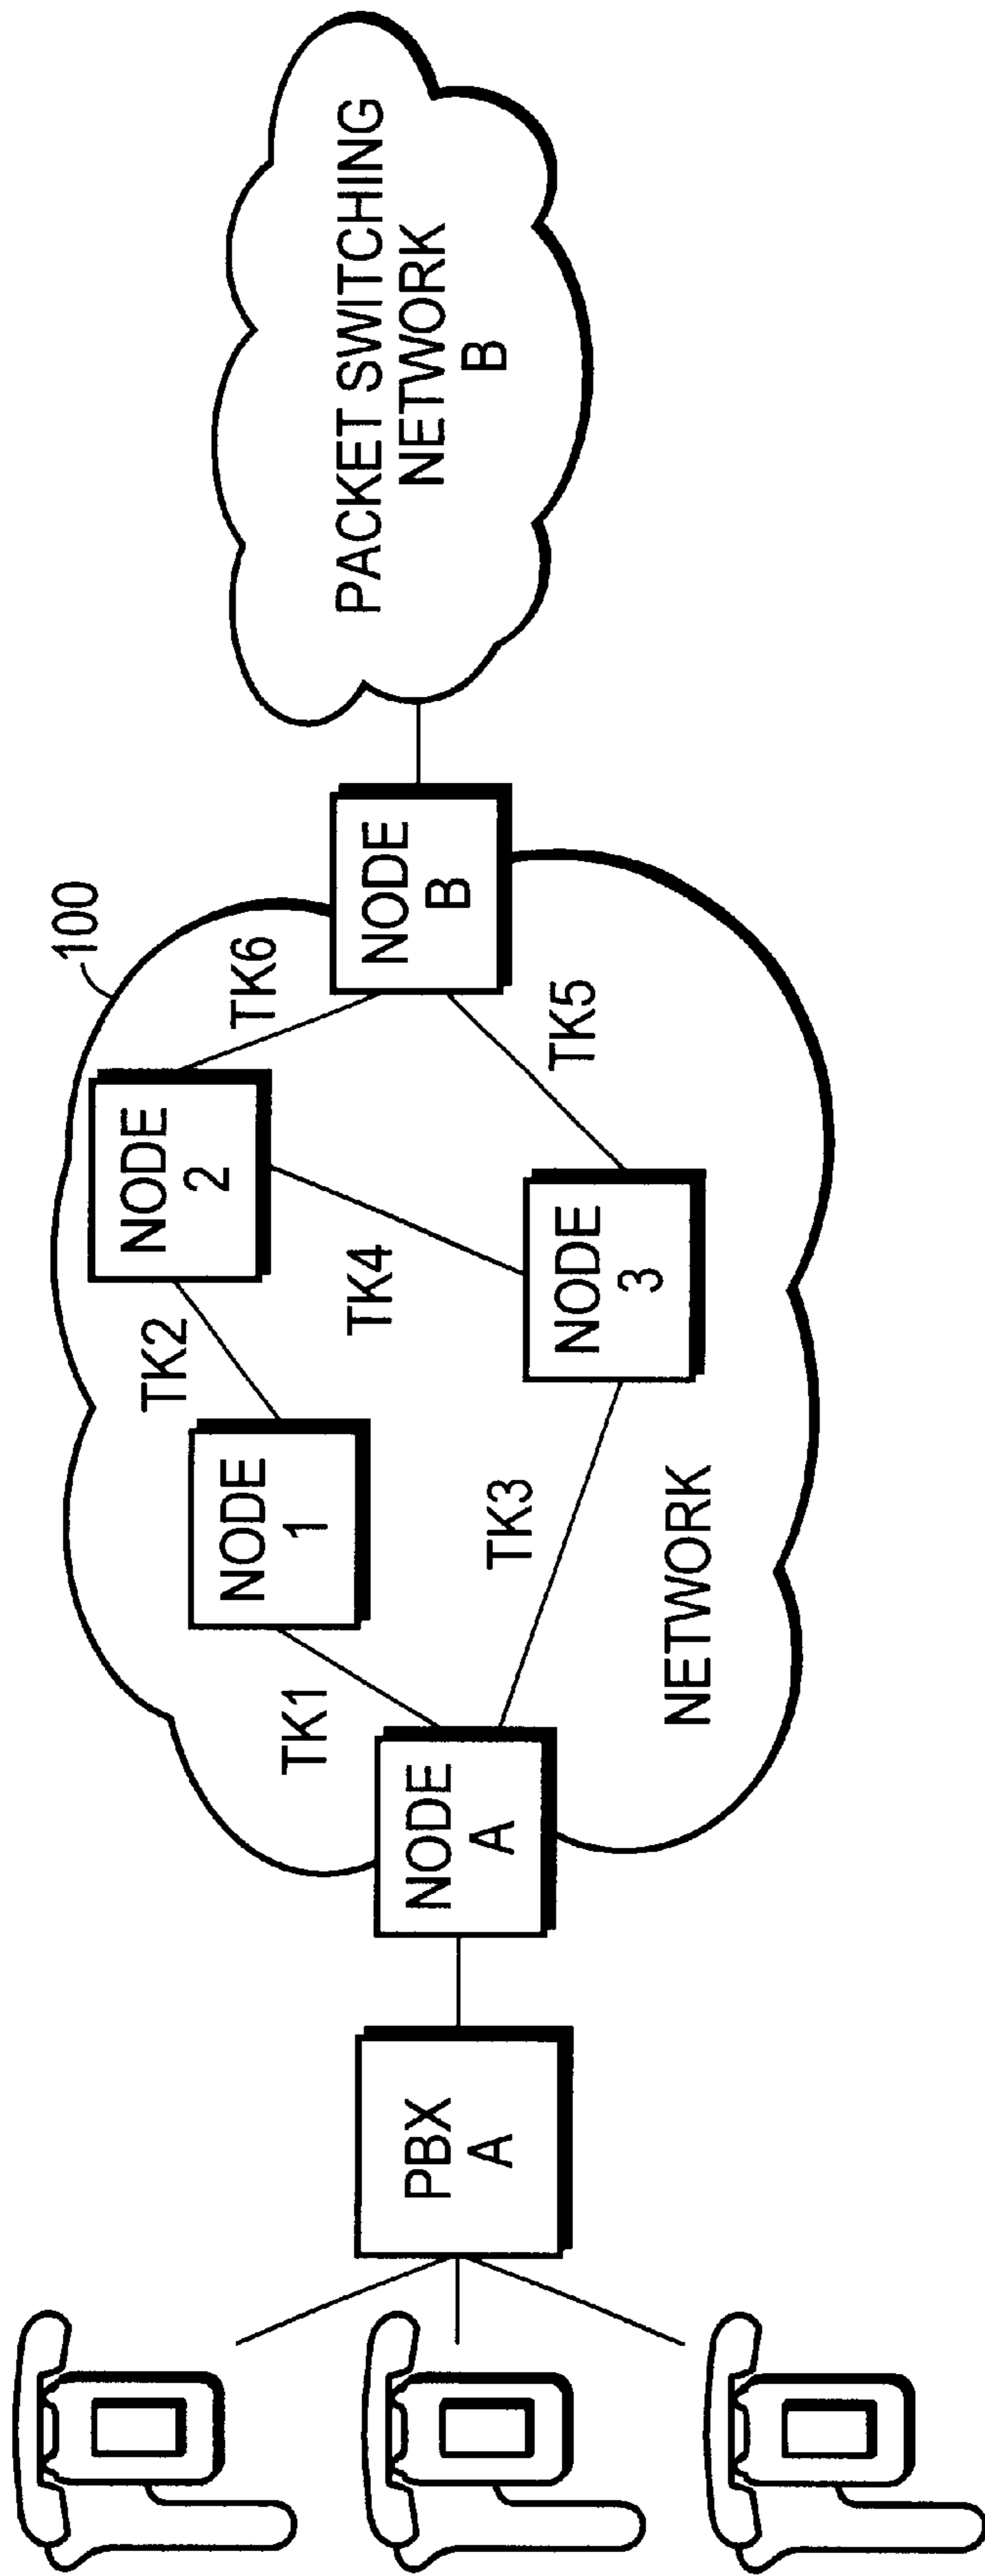 100
PACKET SWITCHING
NETWORK
B
NODE
B
TK6
TK5
NODE
2
TK4
NODE
3
TK2
NODE
1
TK3
TK1
NETWORK
NODE
A
PBX
A